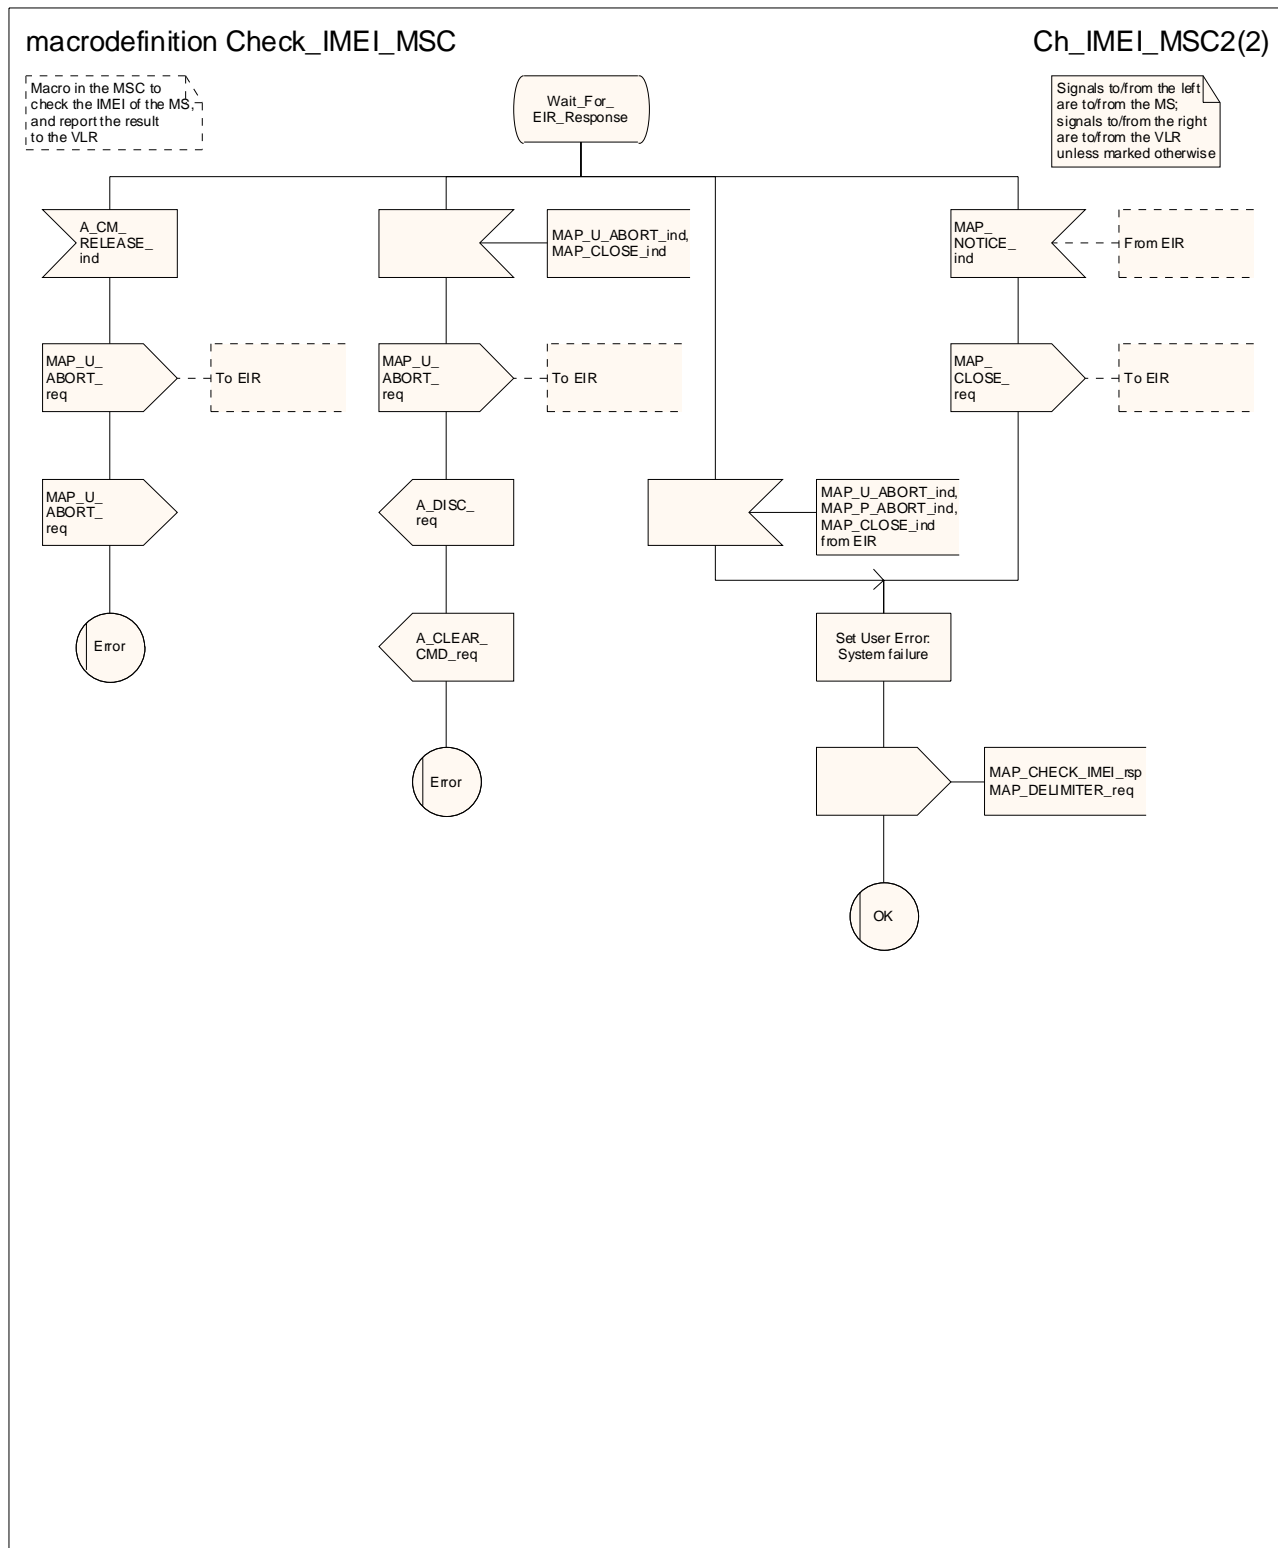 macrodefinition Check_IMEI_MSC
Ch_IMEI_MSC2(2)
Macro in the MSC to
check the IMEI of the MS,
and report the result
to the VLR
Wait_For_
EIR_Response
Signals to/from the left
are to/from the MS;
signals to/from the right
are to/from the VLR
unless marked otherwise
A_CM_
RELEASE_
ind
MAP_U_ABORT_ind,
MAP_CLOSE_ind
MAP_
NOTICE_
ind
From EIR
MAP_U_
ABORT_
req
To EIR
MAP_U_
ABORT_
req
To EIR
MAP_
CLOSE_
req
To EIR
MAP_U_
ABORT_
req
A_DISC_
req
MAP_U_ABORT_ind,
MAP_P_ABORT_ind,
MAP_CLOSE_ind
from EIR
Error
A_CLEAR_
CMD_req
Set User Error:
System failure
Error
MAP_CHECK_IMEI_rsp
MAP_DELIMITER_req
OK